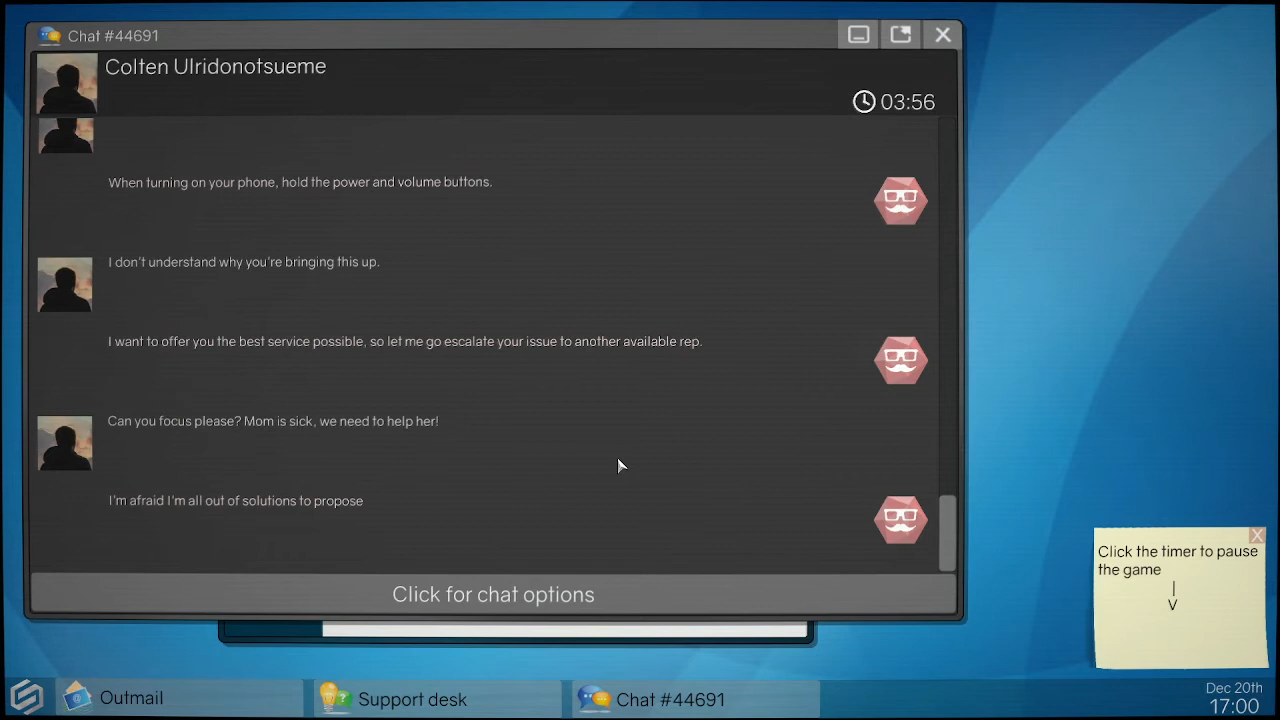 Chat #44691
Colten Ulridonotsueme
03:56
When turning on your phone, hold the power and volume buttons.
I don't understand why you're bringing this up.
I want to offer you the best service possible, so let me go escalate your issue to another available rep.
Can you focus please? Mom is sick, we need to help her!
I'm afraid I'm all out of solutions to propose
Click for chat options
X
Click the timer to pause
the game
|
V
Outmail
Support desk
Chat #44691
Dec 20th
17:00